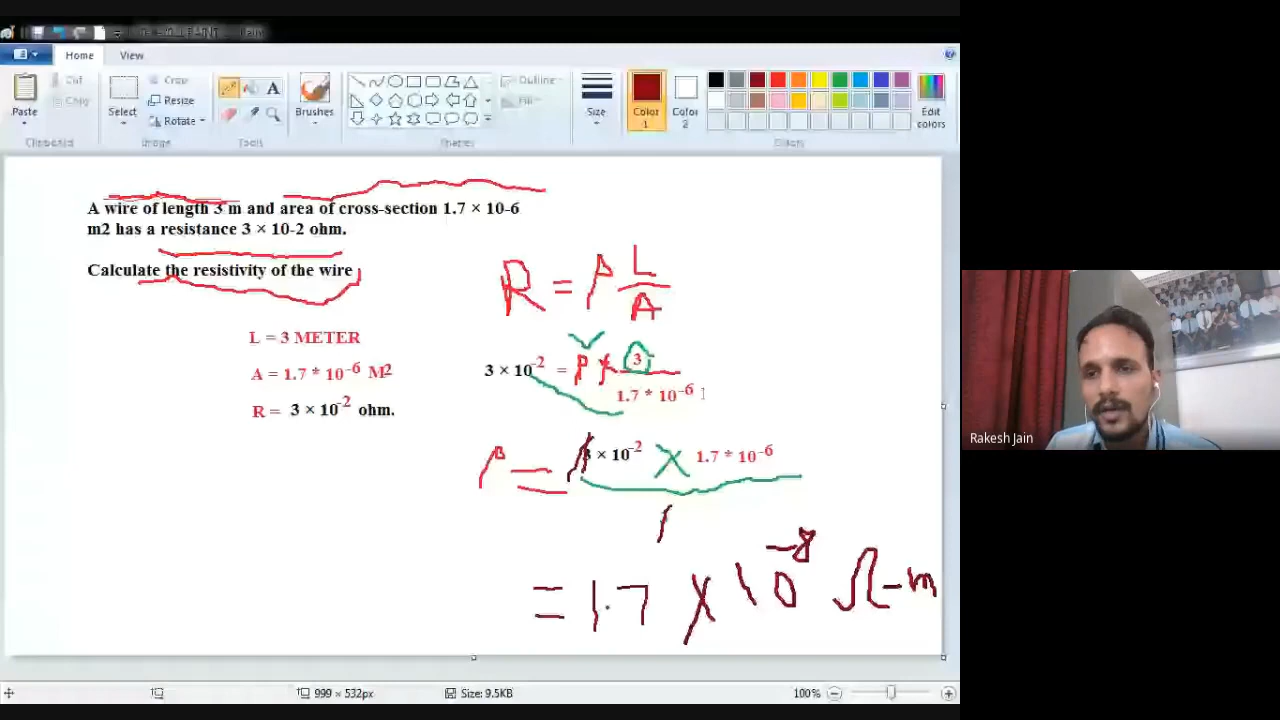 Home View
Paste
Cut
Select
Crop
Resize
Rotate
A
Brushes
Outline
Fill
Size
Color 1
Color 2
Edit colors
Image
Tools
Colors
A wire of length 3 m and area of cross-section 1.7 × 10-6
m2 has a resistance 3 × 10-2 ohm.
Calculate the resistivity of the wire
L = 3 METER
A = 1.7 * 10⁻⁶ M2
R = 3 × 10⁻² ohm.
R = ρ L/A
3 × 10⁻² = ρ × 3
1.7 * 10⁻⁶
ρ = 3 × 10⁻² × 1.7 * 10⁻⁶
= 1.7 × 10⁻⁸ Ω-m
Rakesh Jain
999 × 532px
Size: 9.5KB
100%